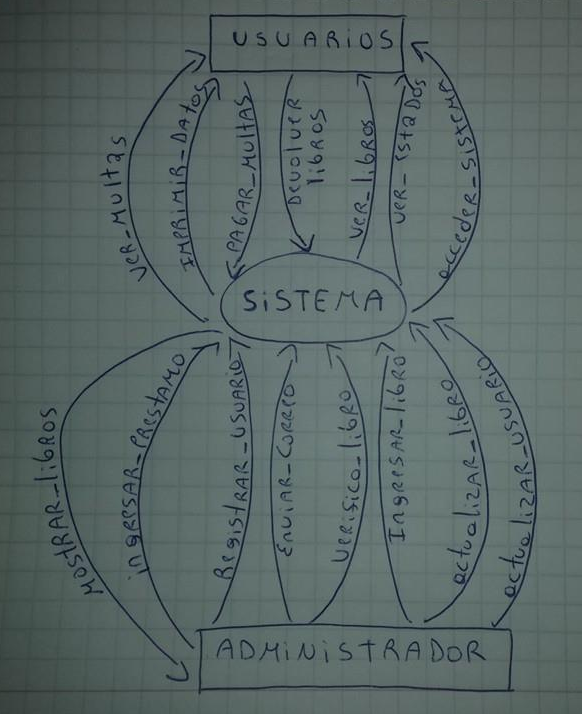 USUARiOS
VER_MUltAS
IMPRIMIR_DAtOS
PAGAR_MULTAS
DEVOLVER
libROS
VER_libROS
VER_EStADOS
acceder_SiStEMA
SiSTEMA
MOSTRAR_libROS
ingRESAR_PREStAMO
REgiStRAR_USUARIO
EnViAR_CORREO
VERifico_libRO
IngRESAR_libRO
actualizAR_libRO
actualizAR_USUARIO
ADMiniStRADOR